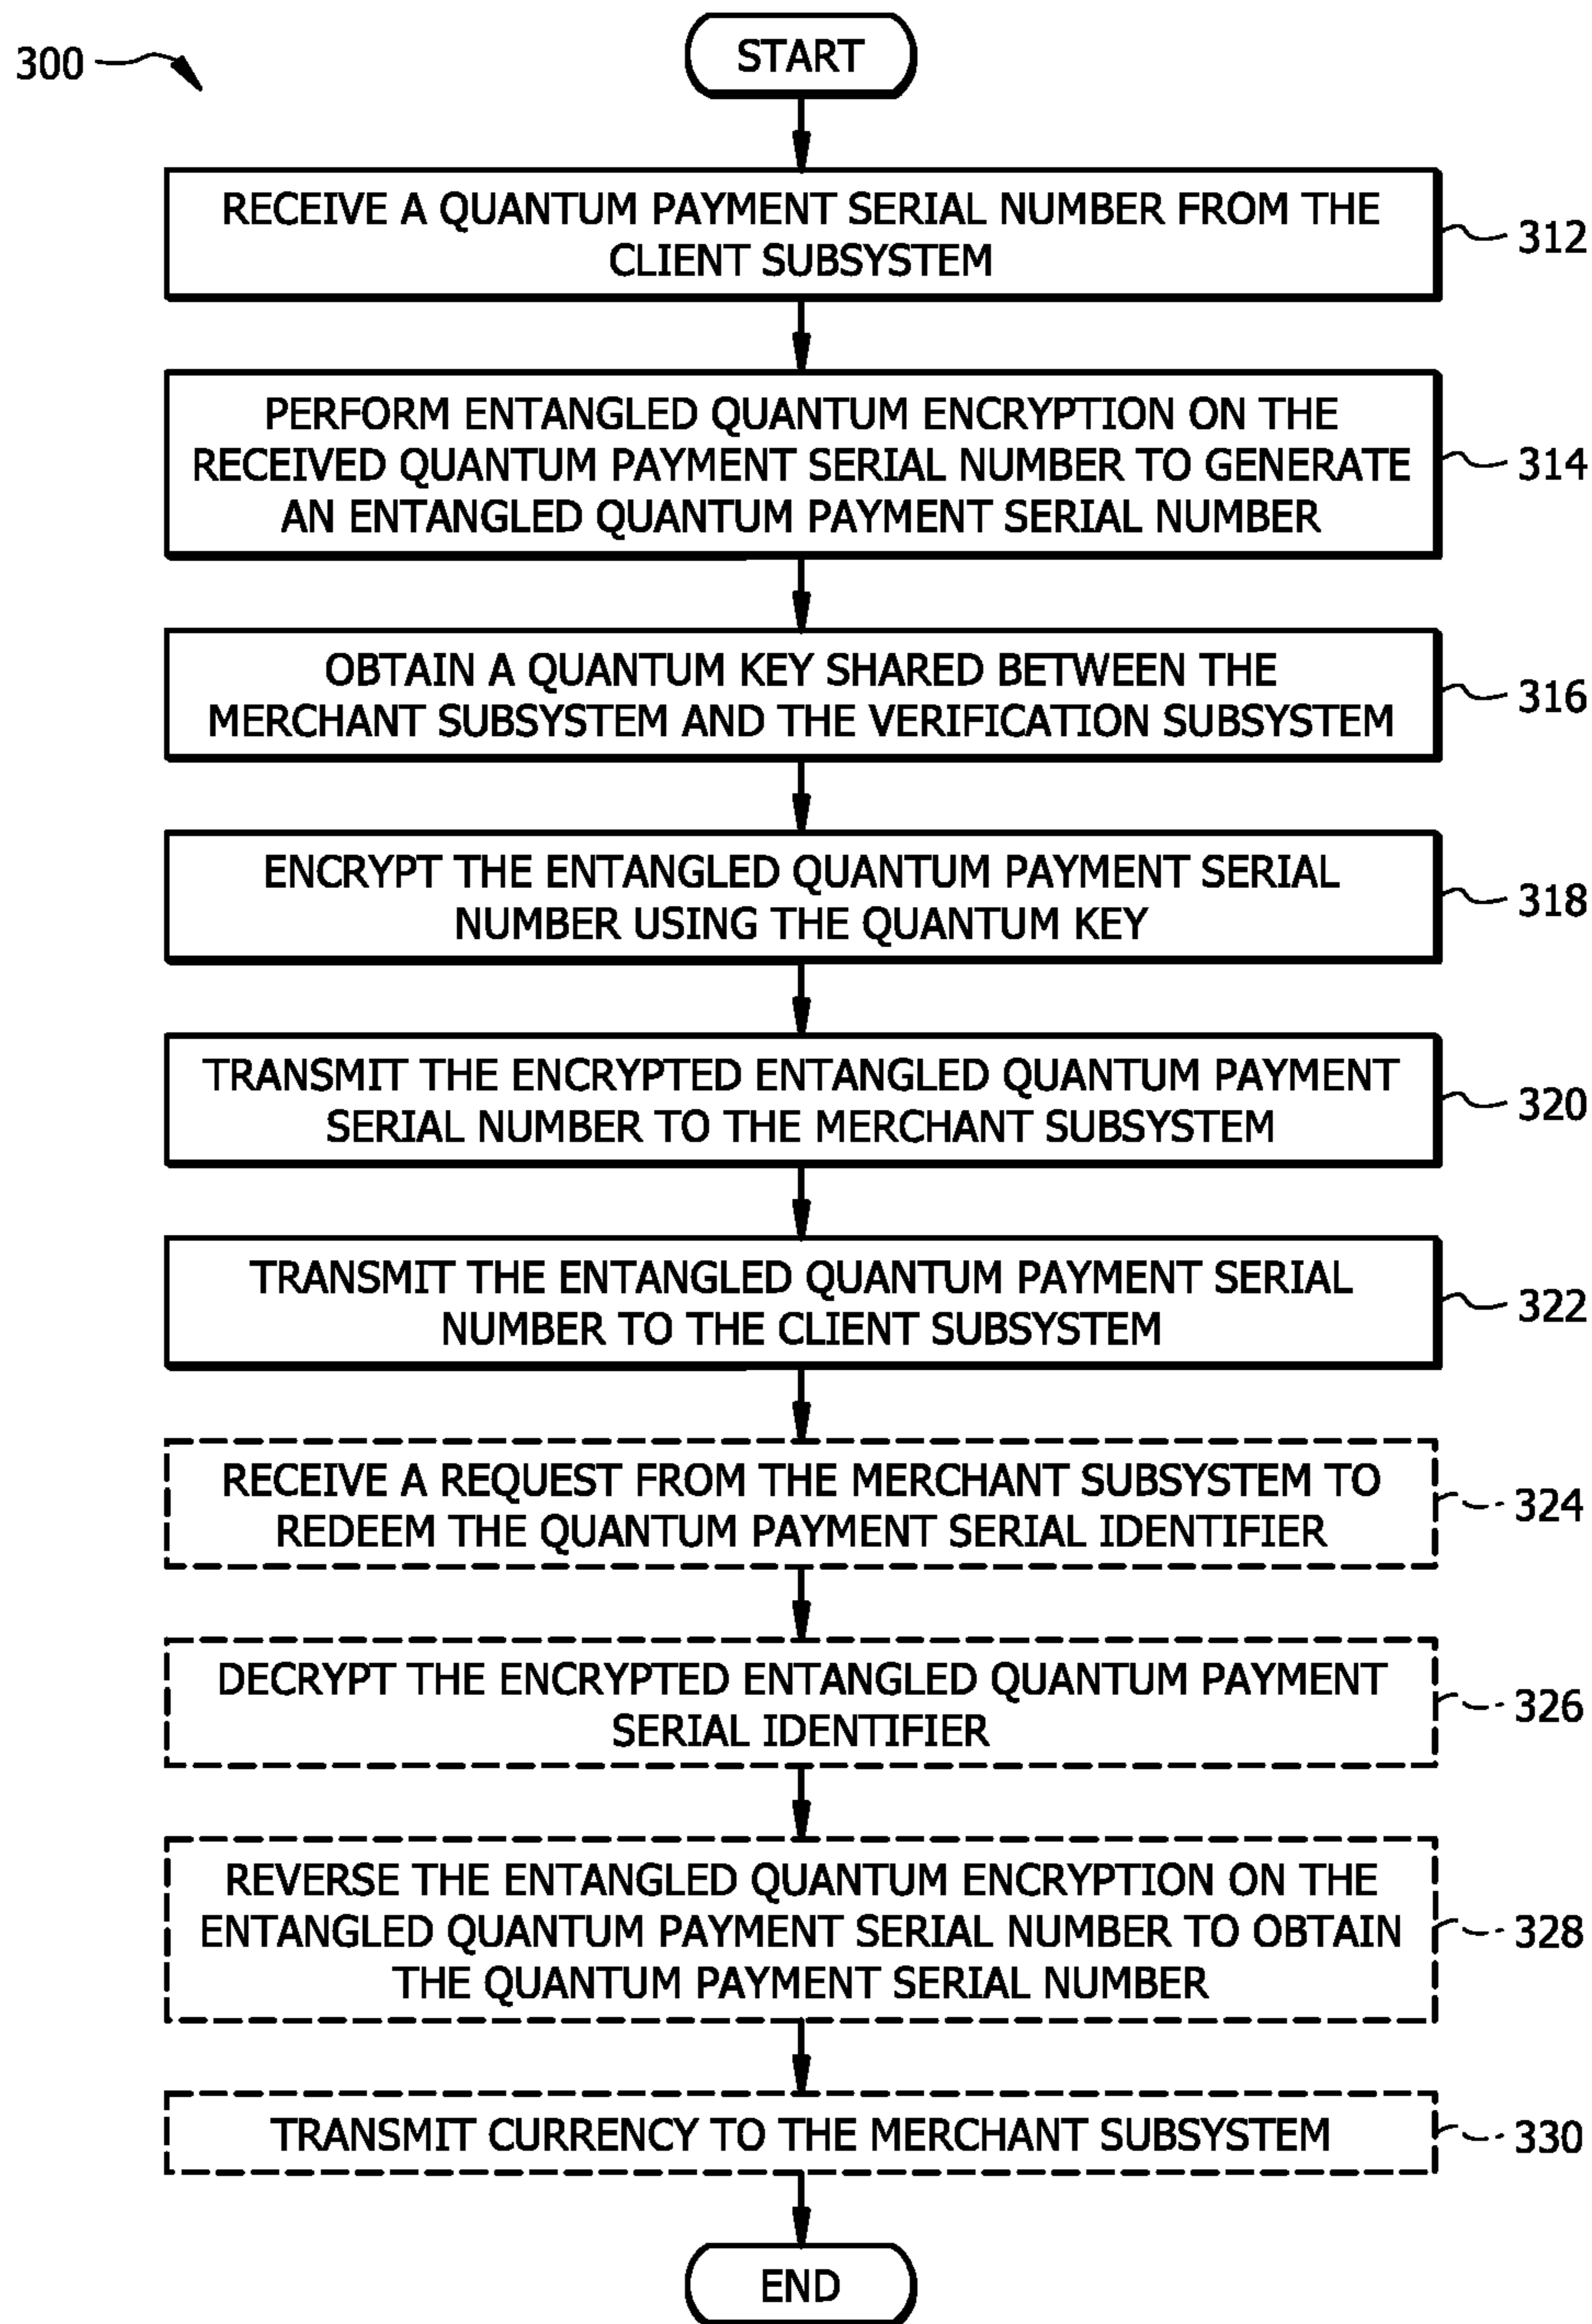 300
START
RECEIVE A QUANTUM PAYMENT SERIAL NUMBER FROM THE
CLIENT SUBSYSTEM
312
PERFORM ENTANGLED QUANTUM ENCRYPTION ON THE
RECEIVED QUANTUM PAYMENT SERIAL NUMBER TO GENERATE
AN ENTANGLED QUANTUM PAYMENT SERIAL NUMBER
314
OBTAIN A QUANTUM KEY SHARED BETWEEN THE
MERCHANT SUBSYSTEM AND THE VERIFICATION SUBSYSTEM
316
ENCRYPT THE ENTANGLED QUANTUM PAYMENT SERIAL
NUMBER USING THE QUANTUM KEY
318
TRANSMIT THE ENCRYPTED ENTANGLED QUANTUM PAYMENT
SERIAL NUMBER TO THE MERCHANT SUBSYSTEM
320
TRANSMIT THE ENTANGLED QUANTUM PAYMENT SERIAL
NUMBER TO THE CLIENT SUBSYSTEM
322
RECEIVE A REQUEST FROM THE MERCHANT SUBSYSTEM TO
REDEEM THE QUANTUM PAYMENT SERIAL IDENTIFIER
324
DECRYPT THE ENCRYPTED ENTANGLED QUANTUM PAYMENT
SERIAL IDENTIFIER
326
REVERSE THE ENTANGLED QUANTUM ENCRYPTION ON THE
ENTANGLED QUANTUM PAYMENT SERIAL NUMBER TO OBTAIN
THE QUANTUM PAYMENT SERIAL NUMBER
328
TRANSMIT CURRENCY TO THE MERCHANT SUBSYSTEM
330
END